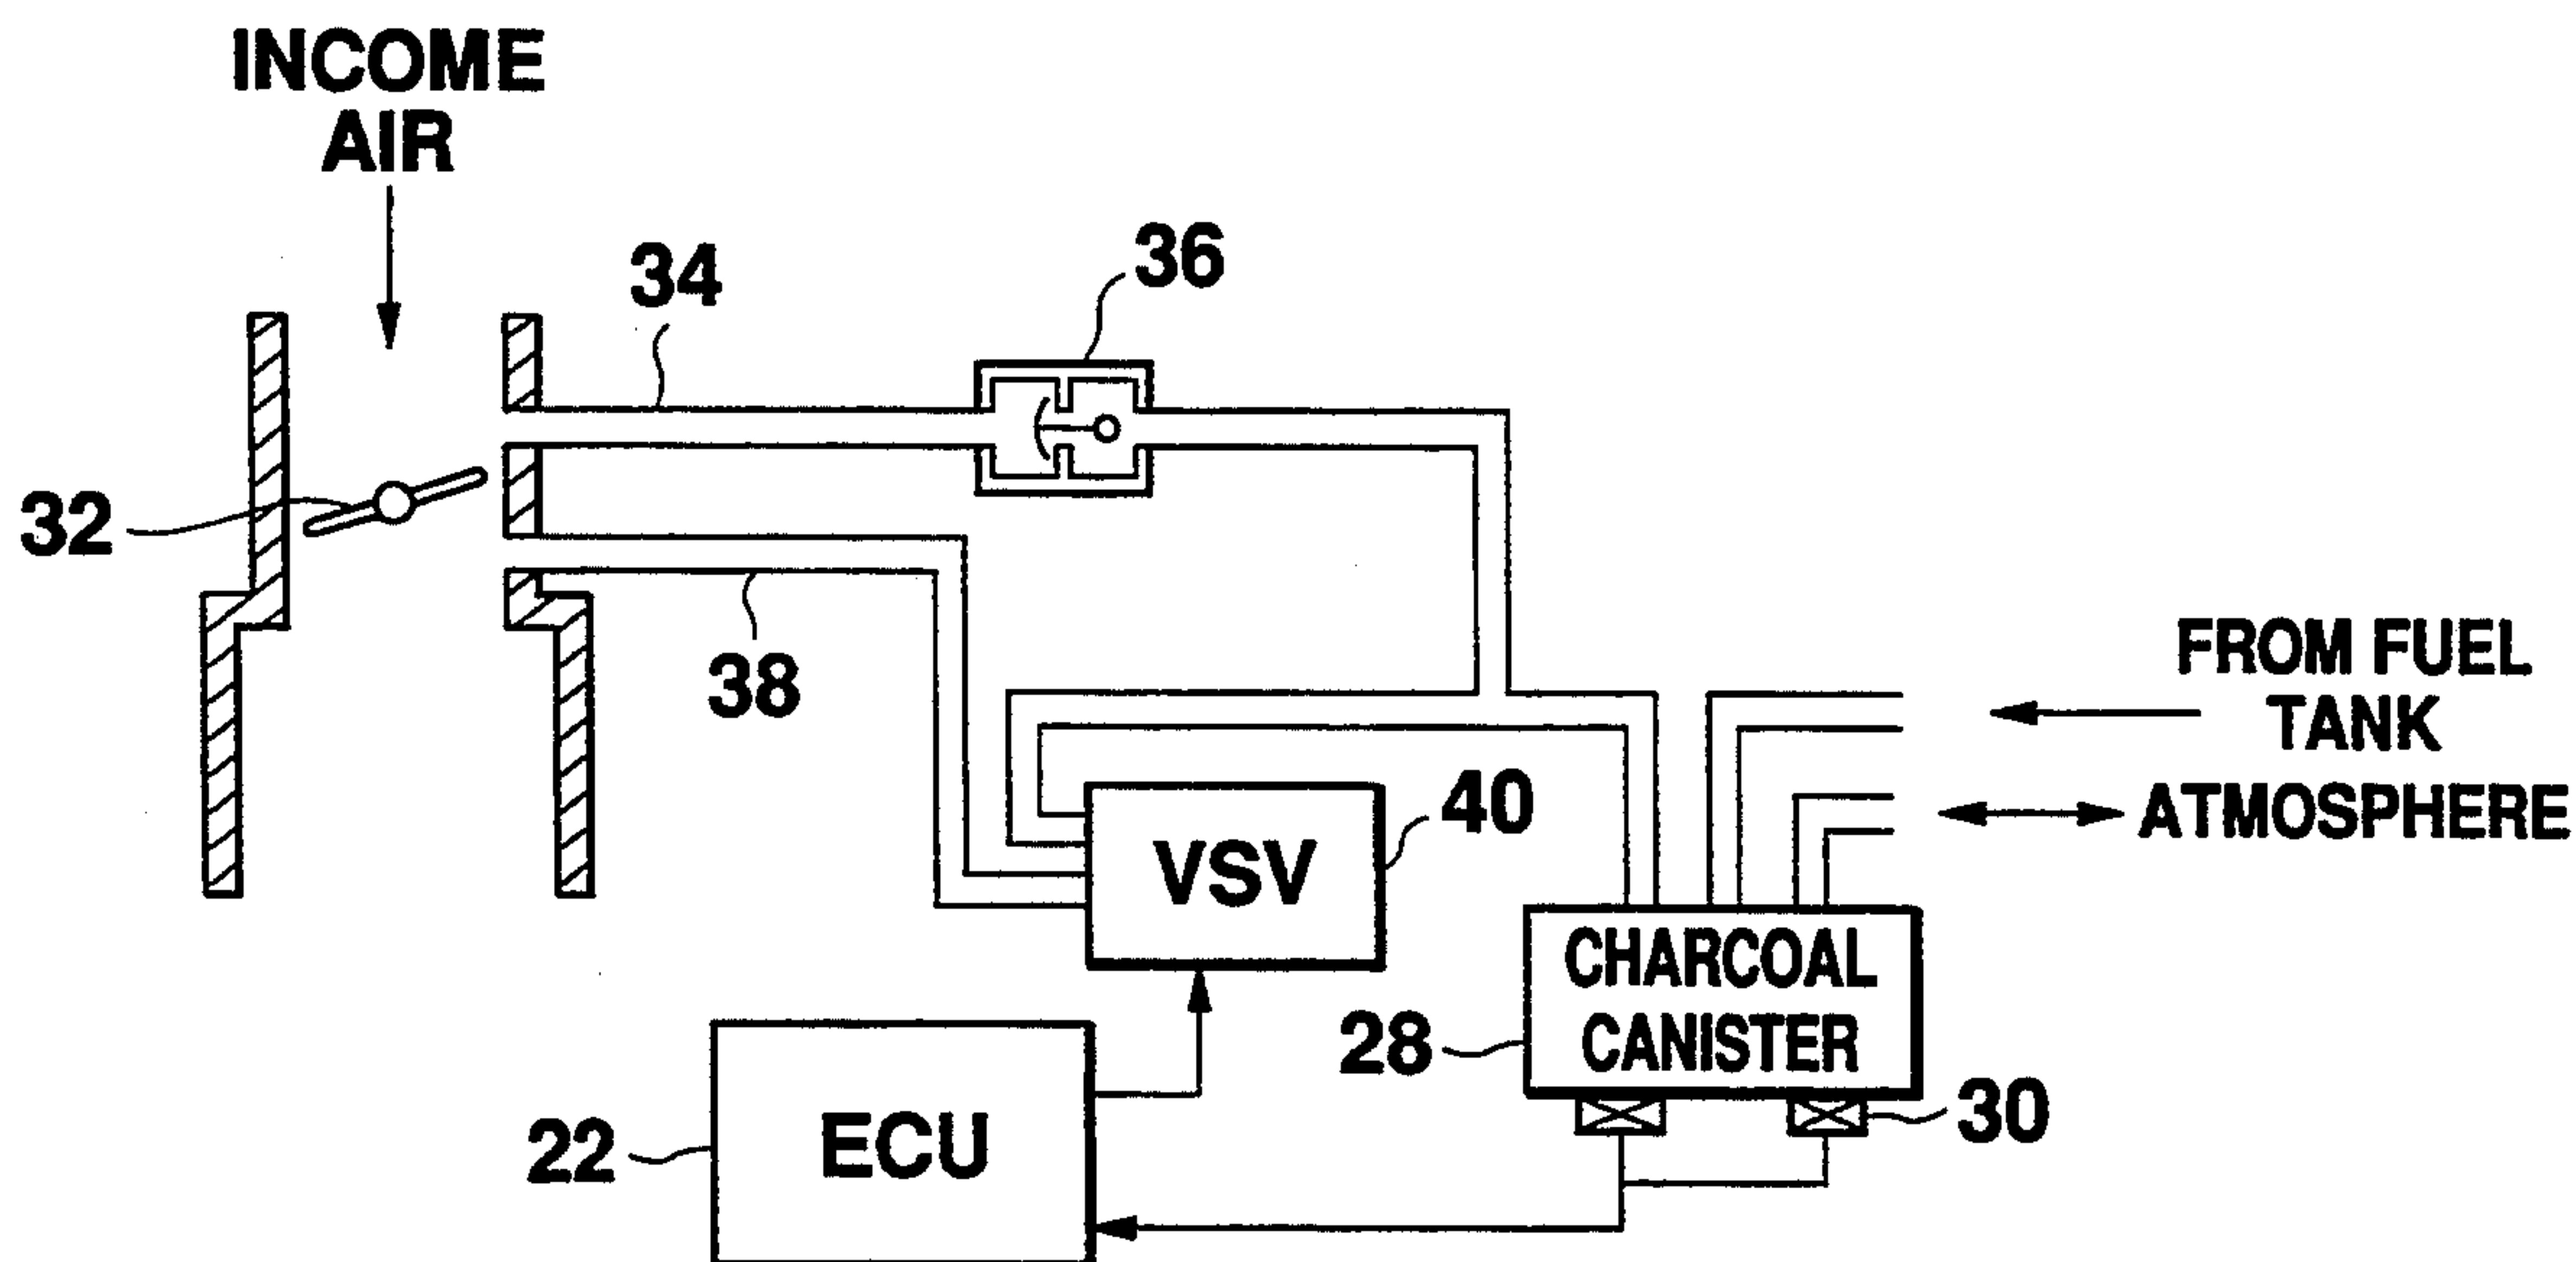 INCOME
AIR
34
36
32
38
FROM FUEL
TANK
ATMOSPHERE
40
VSV
CHARCOAL
CANISTER
28
30
22
ECU